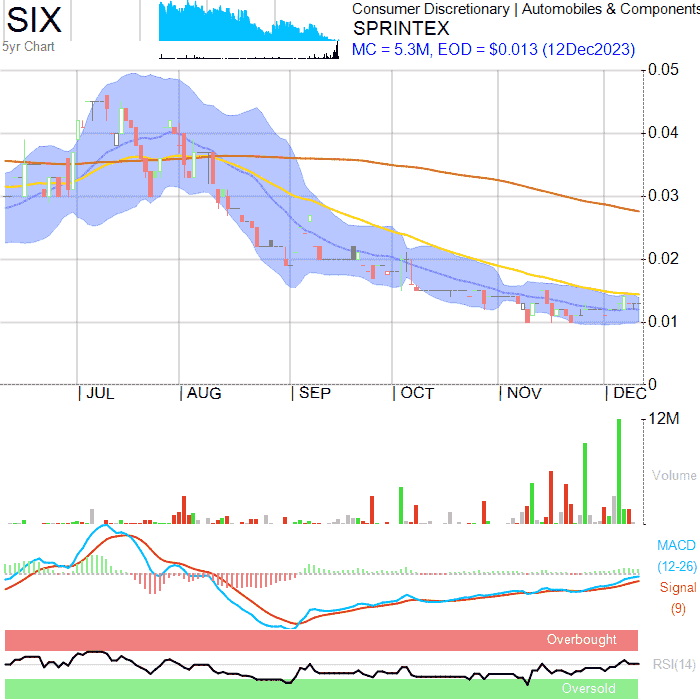 SIX
5yr Chart
Consumer Discretionary | Automobiles & Components
SPRINTEX
MC = 5.3M, EOD = $0.013 (12Dec2023)
0.05
0.04
0.03
0.02
0.01
0
| JUL | AUG | SEP | OCT | NOV | DEC
12M
Volume
MACD
(12-26)
Signal
(9)
Overbought
RSI(14)
Oversold